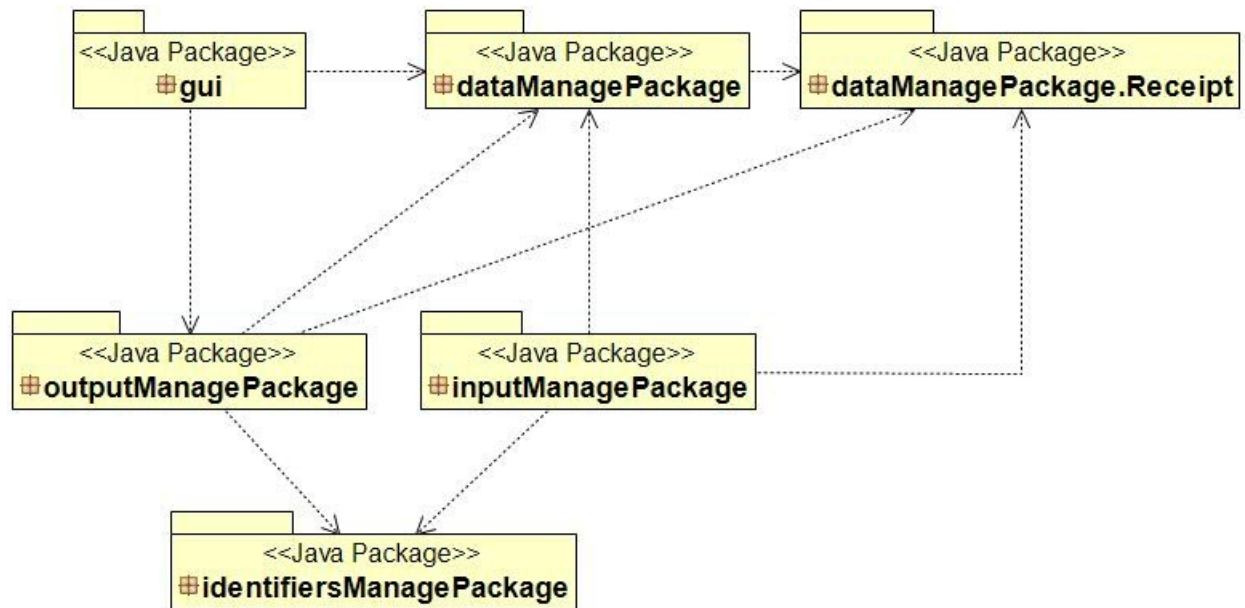 <<Java Package>>
gui
<<Java Package>>
dataManagePackage
<<Java Package>>
dataManagePackage.Receipt
<<Java Package>>
outputManagePackage
<<Java Package>>
inputManagePackage
<<Java Package>>
identifiersManagePackage